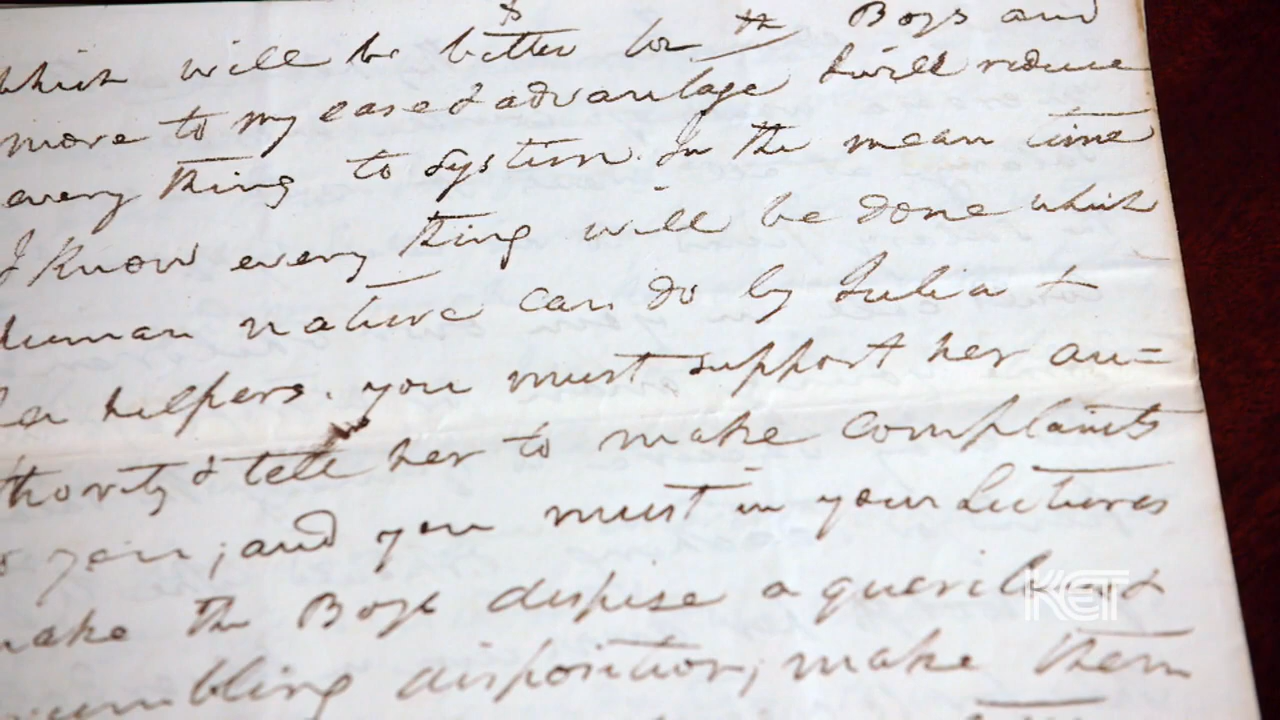 which will be better for the Boys and
more to my ease & advantage I will reduce
every thing to system. In the mean time
I know every thing will be done which
human nature can do by Julia &
her helpers. you must support her au=
thority & tell her to make complaints
to you; and you must in your Lectures
make the Boys despise a querilous
grumbling disposition, make them
KET